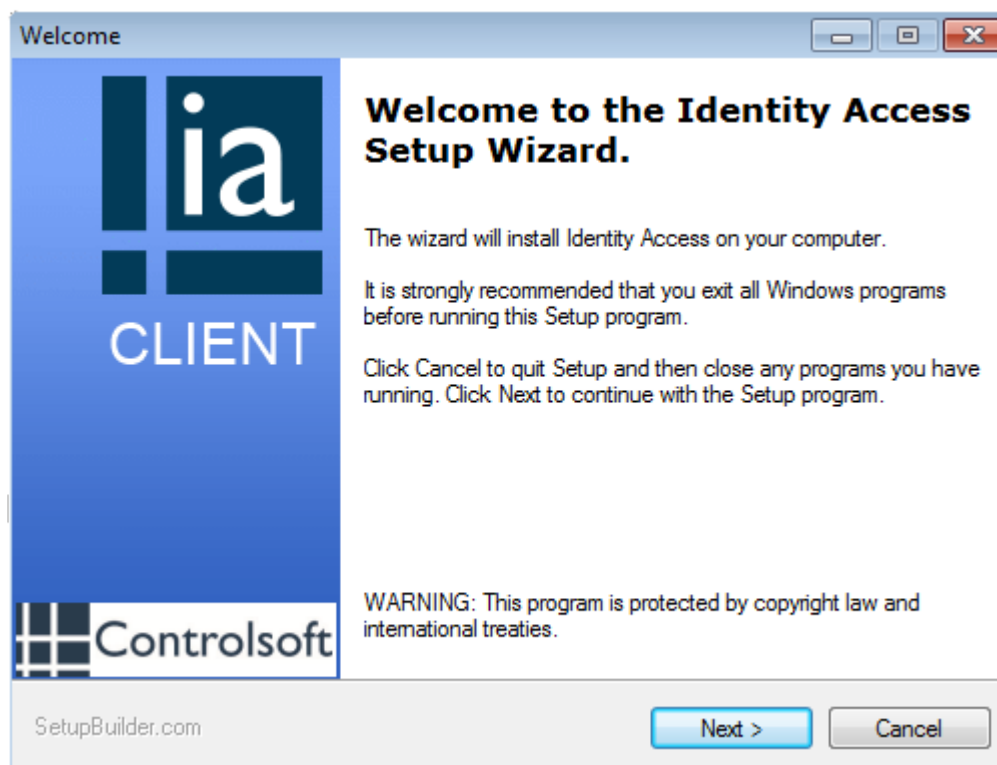 Welcome
ia
CLIENT
Controlsoft
Welcome to the Identity Access
Setup Wizard.
The wizard will install Identity Access on your computer.
It is strongly recommended that you exit all Windows programs
before running this Setup program.
Click Cancel to quit Setup and then close any programs you have
running. Click Next to continue with the Setup program.
WARNING: This program is protected by copyright law and
international treaties.
SetupBuilder.com
Next >
Cancel